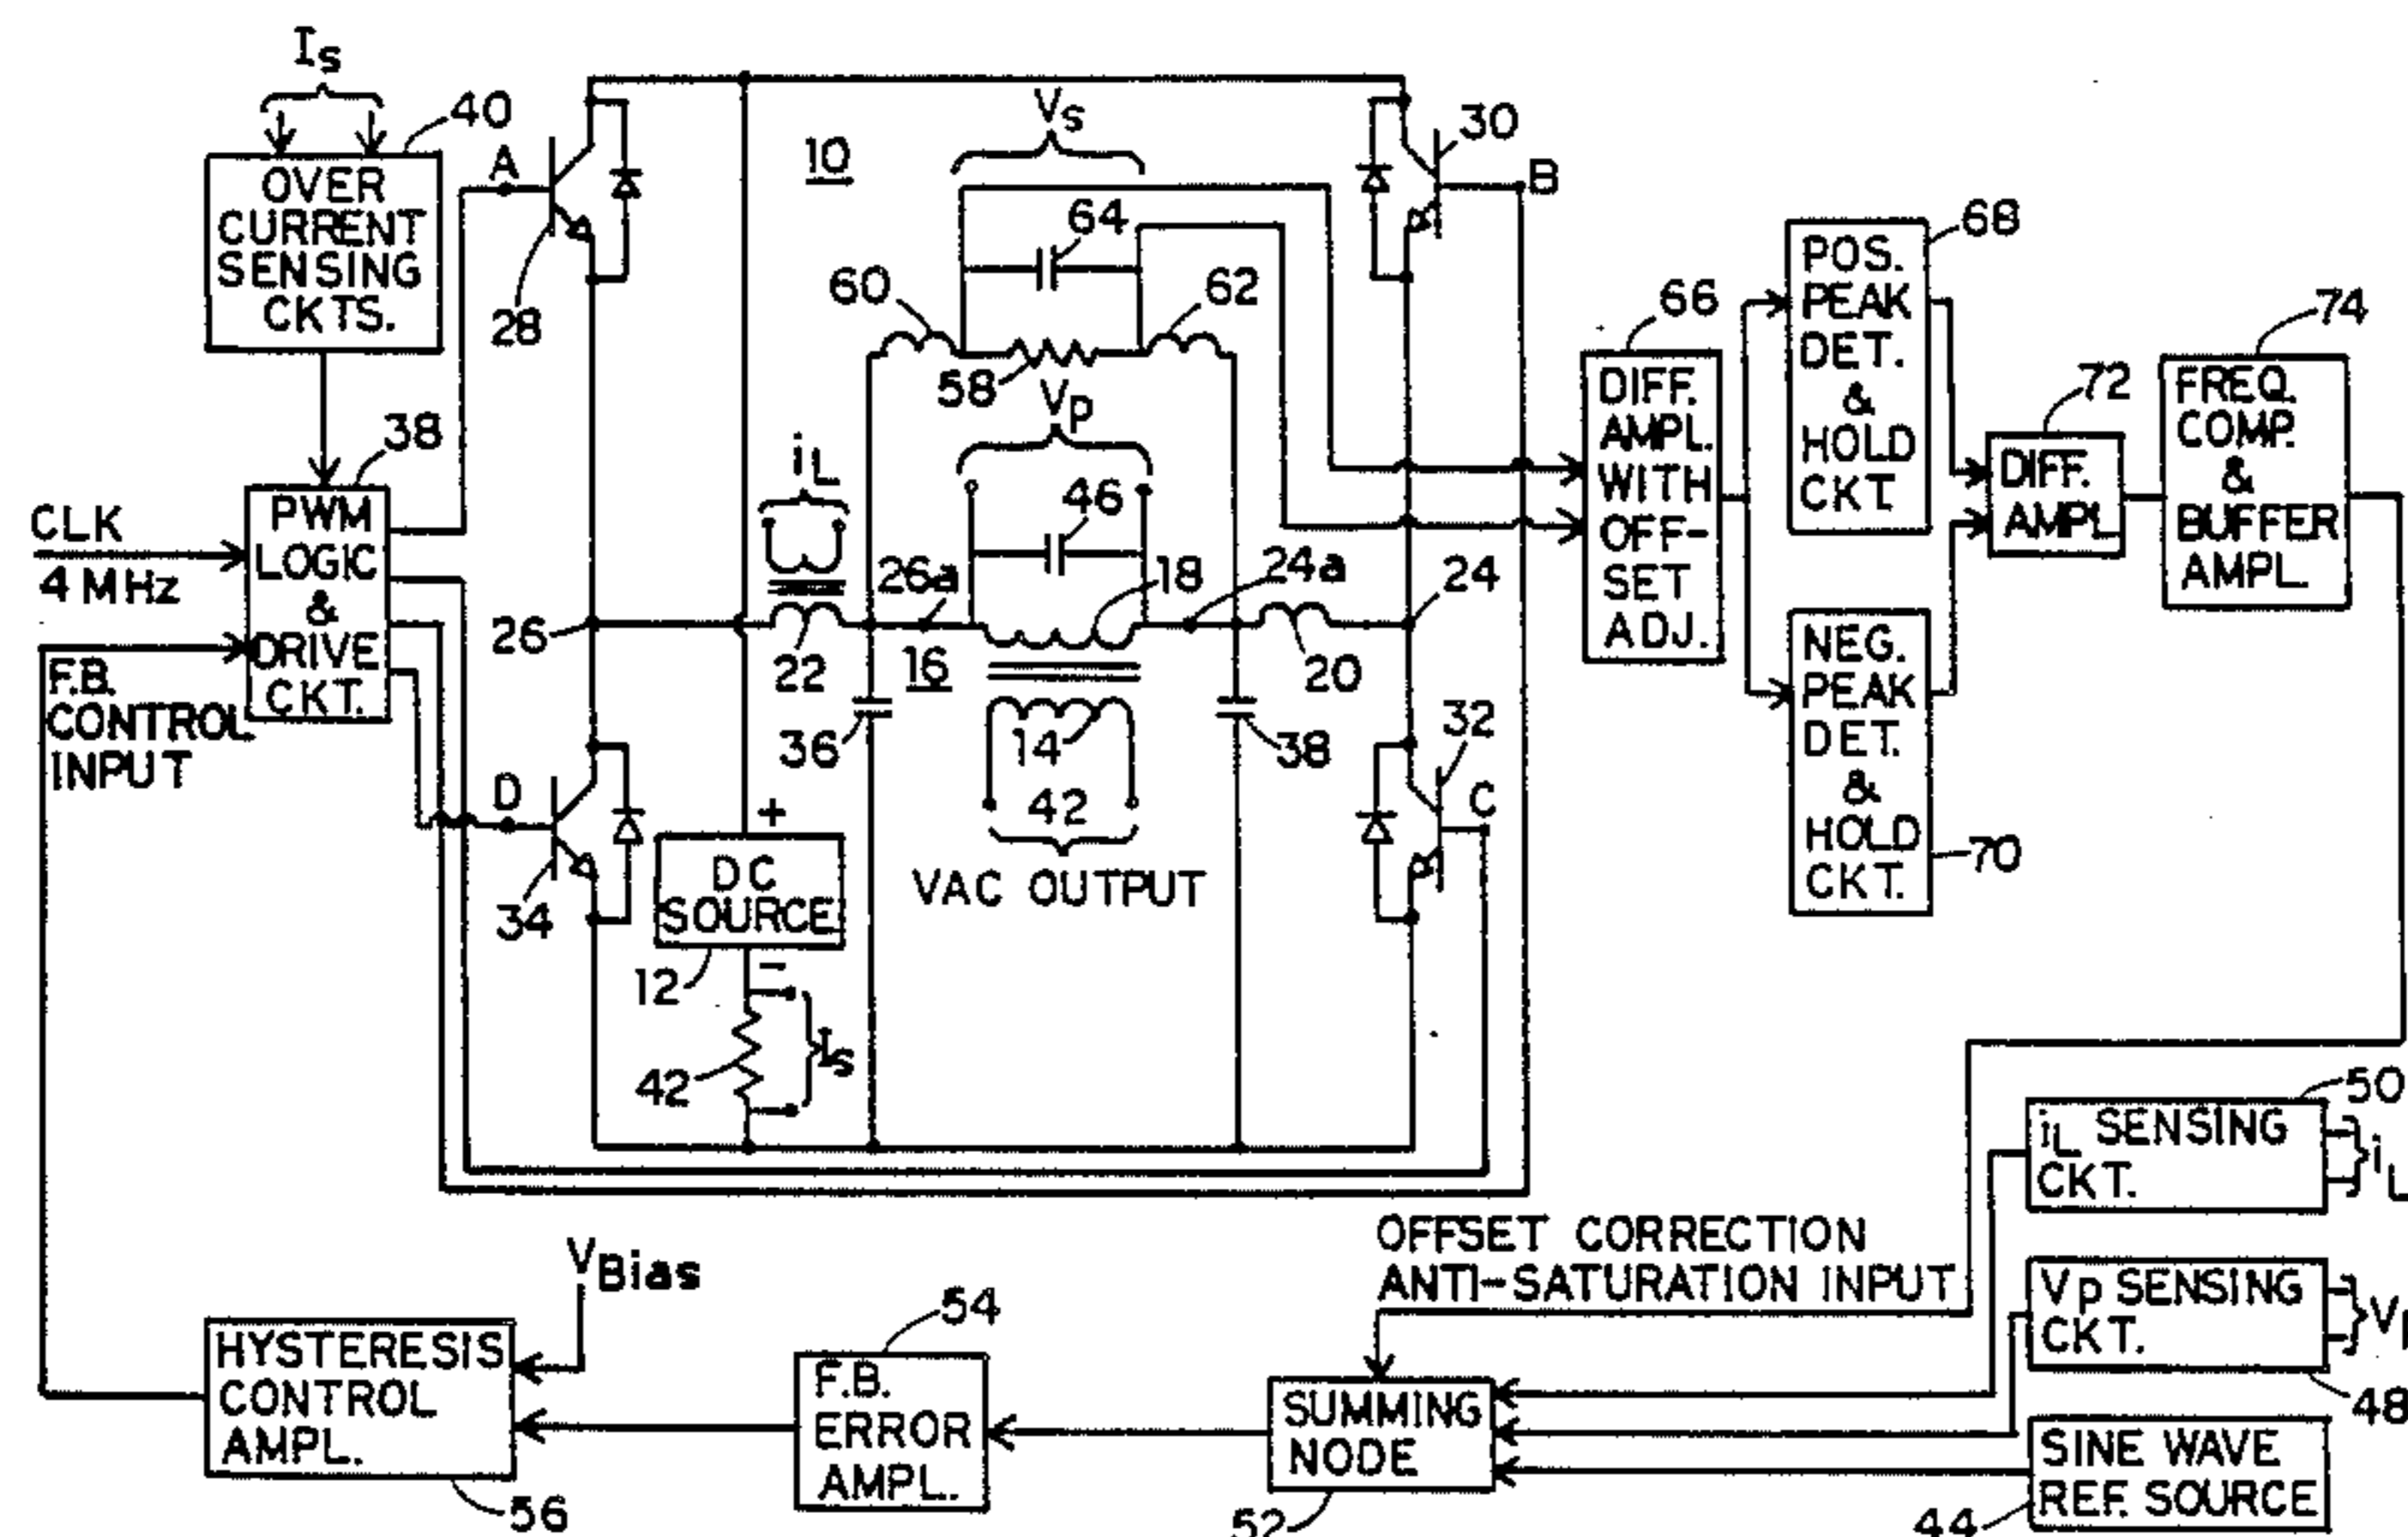 Is
40
OVER
CURRENT
SENSING
CKTS.
A
28
10
Vs
64
60
62
58
30
B
66
DIFF.
AMPL.
WITH
OFF-
SET
ADJ.
68
POS.
PEAK
DET.
&
HOLD
CKT
72
DIFF.
AMPL
74
FREQ.
COMP.
&
BUFFER
AMPL.
NEG.
PEAK
DET.
&
HOLD
CKT.
70
38
CLK
4 MHz
PWM
LOGIC
&
DRIVE
CKT.
F.B.
CONTROL
INPUT
iL
Vp
46
26
26a
18
24a
24
22
16
20
36
14
38
32
C
D
34
+
DC
SOURCE
12
-
42
VAC OUTPUT
42
Is
OFFSET CORRECTION
ANTI-SATURATION INPUT
50
iL SENSING
CKT.
iL
Vp SENSING
CKT.
48
SINE WAVE
REF. SOURCE
44
VBias
HYSTERESIS
CONTROL
AMPL.
56
54
F.B.
ERROR
AMPL.
SUMMING
NODE
52